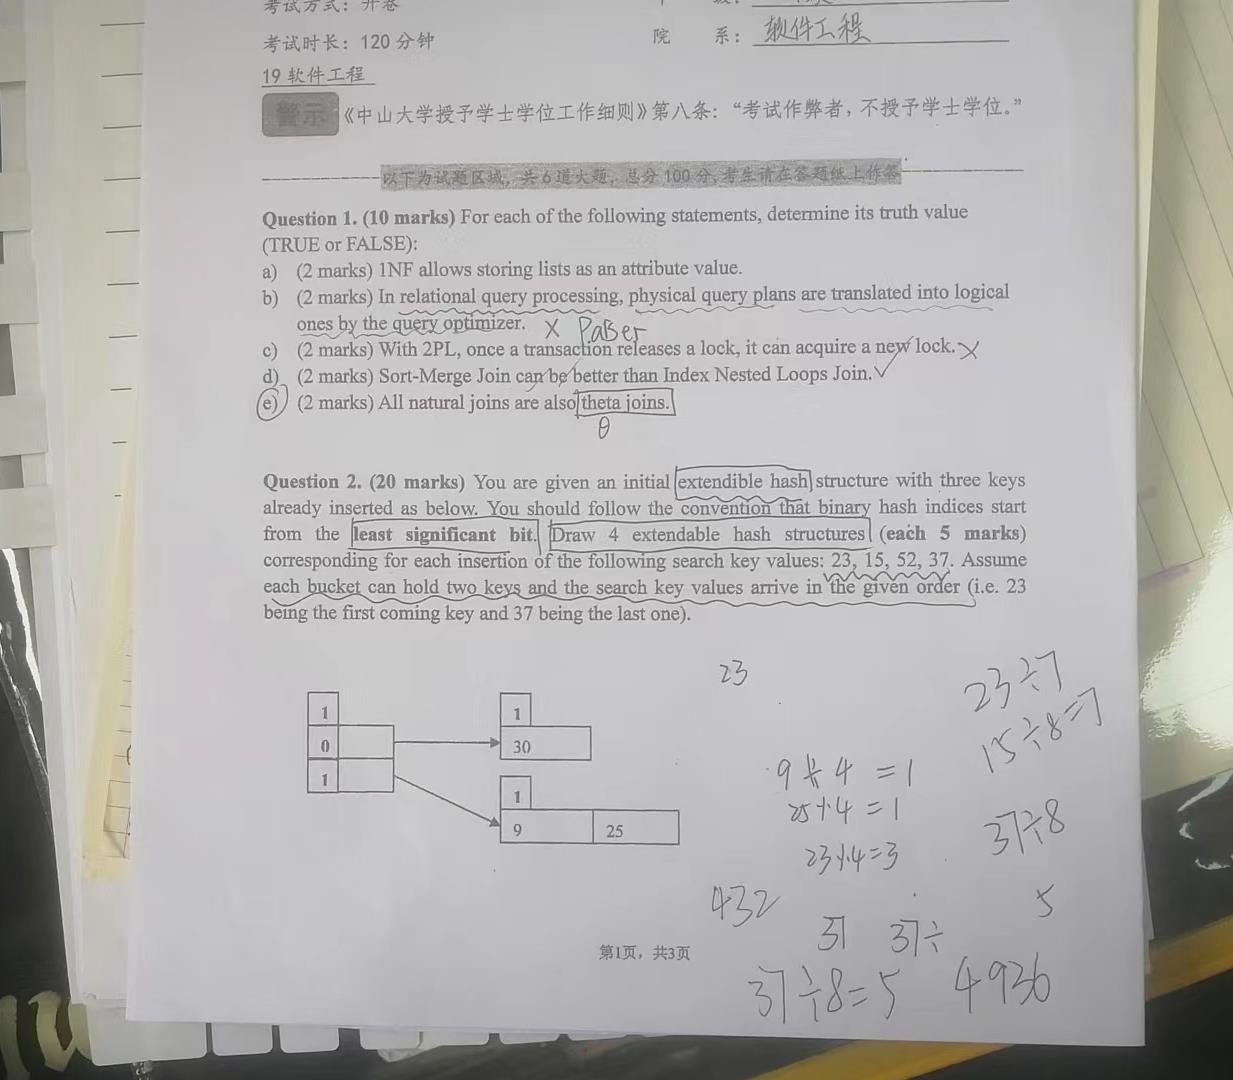 考试方式：开卷
考试时长：120 分钟
院 系：软件工程
19 软件工程
警示 《中山大学授予学士学位工作细则》第八条：“考试作弊者，不授予学士学位。”
以下为试题区域，共 6 道大题，总分 100 分，考生请在答题纸上作答
Question 1. (10 marks) For each of the following statements, determine its truth value
(TRUE or FALSE):
a) (2 marks) 1NF allows storing lists as an attribute value.
b) (2 marks) In relational query processing, physical query plans are translated into logical
ones by the query optimizer. X PaBer
c) (2 marks) With 2PL, once a transaction releases a lock, it can acquire a new lock. X
d) (2 marks) Sort-Merge Join can be better than Index Nested Loops Join. √
e) (2 marks) All natural joins are also theta joins.
θ
Question 2. (20 marks) You are given an initial extendible hash structure with three keys
already inserted as below. You should follow the convention that binary hash indices start
from the least significant bit. Draw 4 extendable hash structures (each 5 marks)
corresponding for each insertion of the following search key values: 23, 15, 52, 37. Assume
each bucket can hold two keys and the search key values arrive in the given order (i.e. 23
being the first coming key and 37 being the last one).
23
23÷7
15÷8=7
1
0
1
1
30
1
9 25
9 % 4 = 1
25%4 = 1
23%4=3
37÷8
5
432
37 37÷
第1页，共3页
37÷8=5 4936